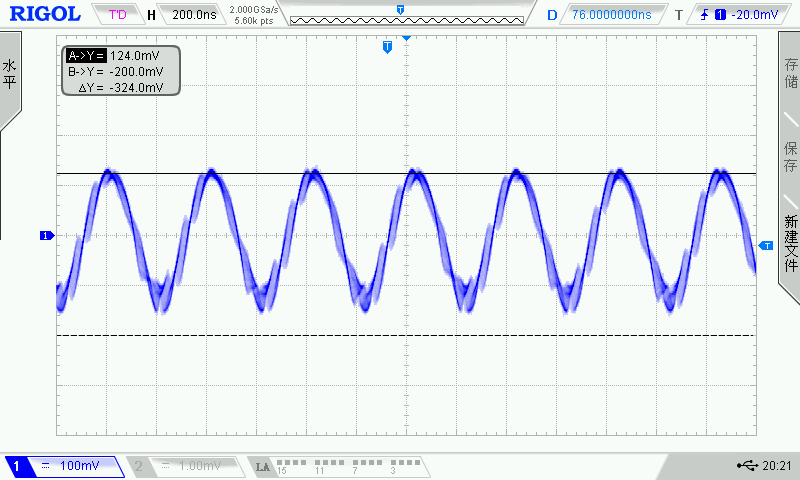 RIGOL T'D H 200.0ns 2.000GSa/s D 76.0000000ns T 1 -20.0mV
5.60k pts
T
T
A->Y= 124.0mV
B->Y= -200.0mV
ΔY= -324.0mV
水平
存储
保存
新建文件
1
T
1 100mV 2 1.00mV LA 15 11 7 3 20:21